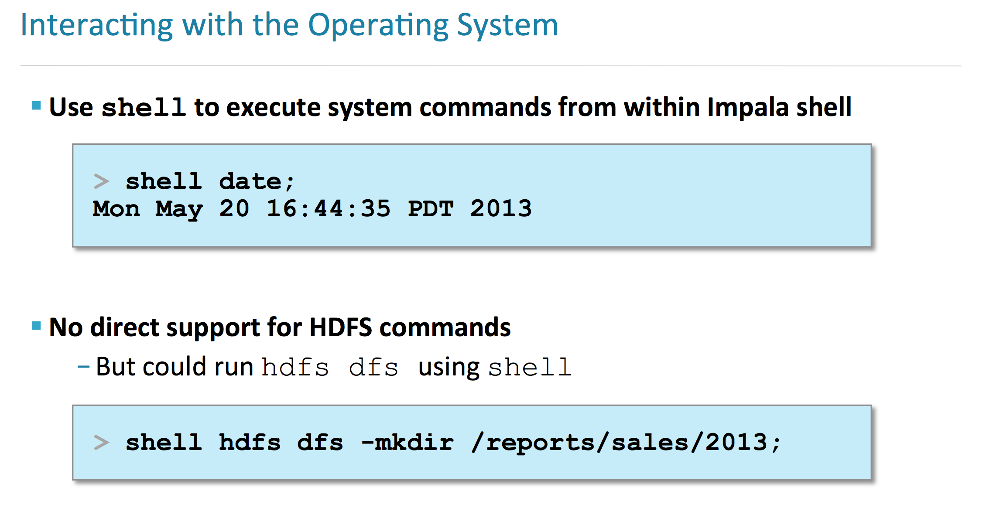 Interacting with the Operating System
▪ Use shell to execute system commands from within Impala shell
> shell date;
Mon May 20 16:44:35 PDT 2013
▪ No direct support for HDFS commands
– But could run hdfs dfs using shell
> shell hdfs dfs -mkdir /reports/sales/2013;